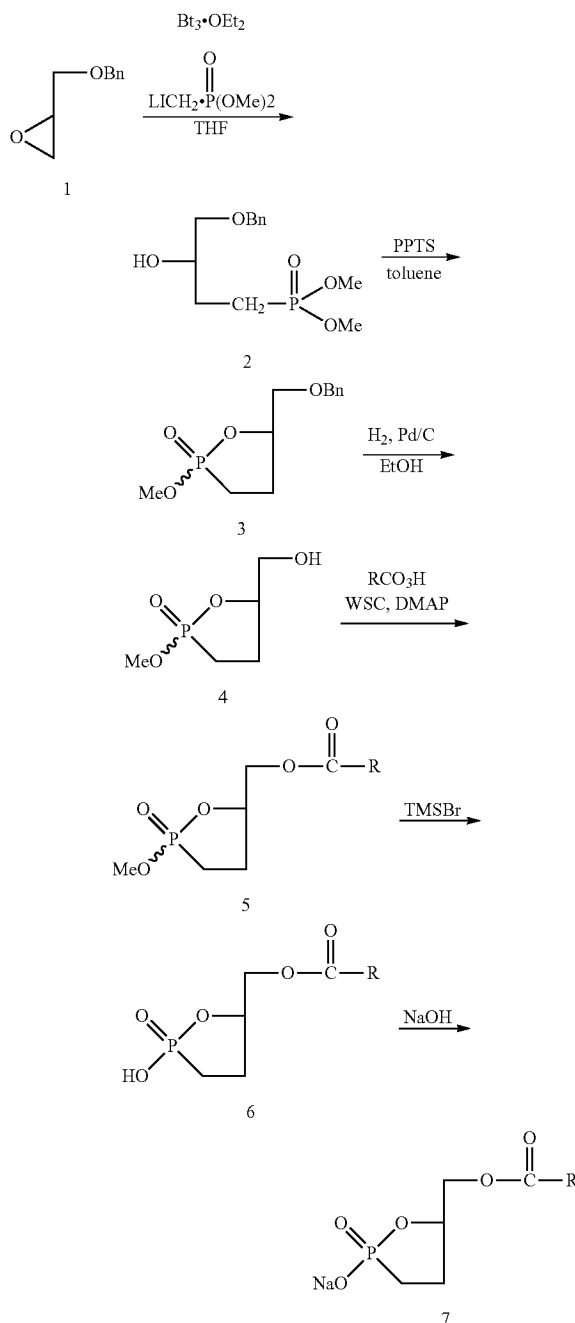 Bt₃•OEt₂
O
LICH₂•P(OMe)2
THF
OBn
O
1
OBn
HO
O
CH₂
P
OMe
OMe
2
PPTS
toluene
OBn
O
O
P
MeO
3
H₂, Pd/C
EtOH
OH
O
O
P
MeO
4
RCO₃H
WSC, DMAP
O
O
C
R
O
O
P
MeO
5
TMSBr
O
O
C
R
O
O
P
HO
6
NaOH
O
O
C
R
O
O
P
NaO
7